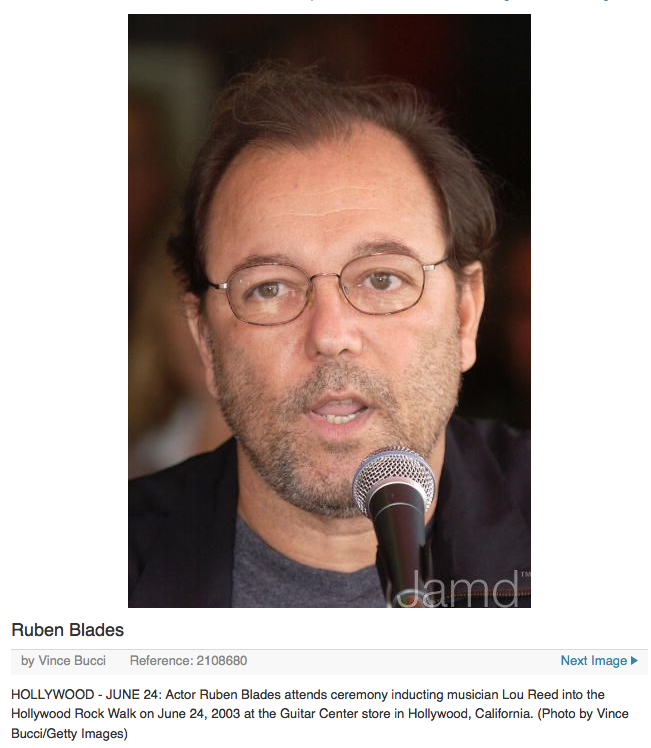 Jamd™
Ruben Blades
by Vince Bucci Reference: 2108680 Next Image
HOLLYWOOD - JUNE 24: Actor Ruben Blades attends ceremony inducting musician Lou Reed into the
Hollywood Rock Walk on June 24, 2003 at the Guitar Center store in Hollywood, California. (Photo by Vince
Bucci/Getty Images)